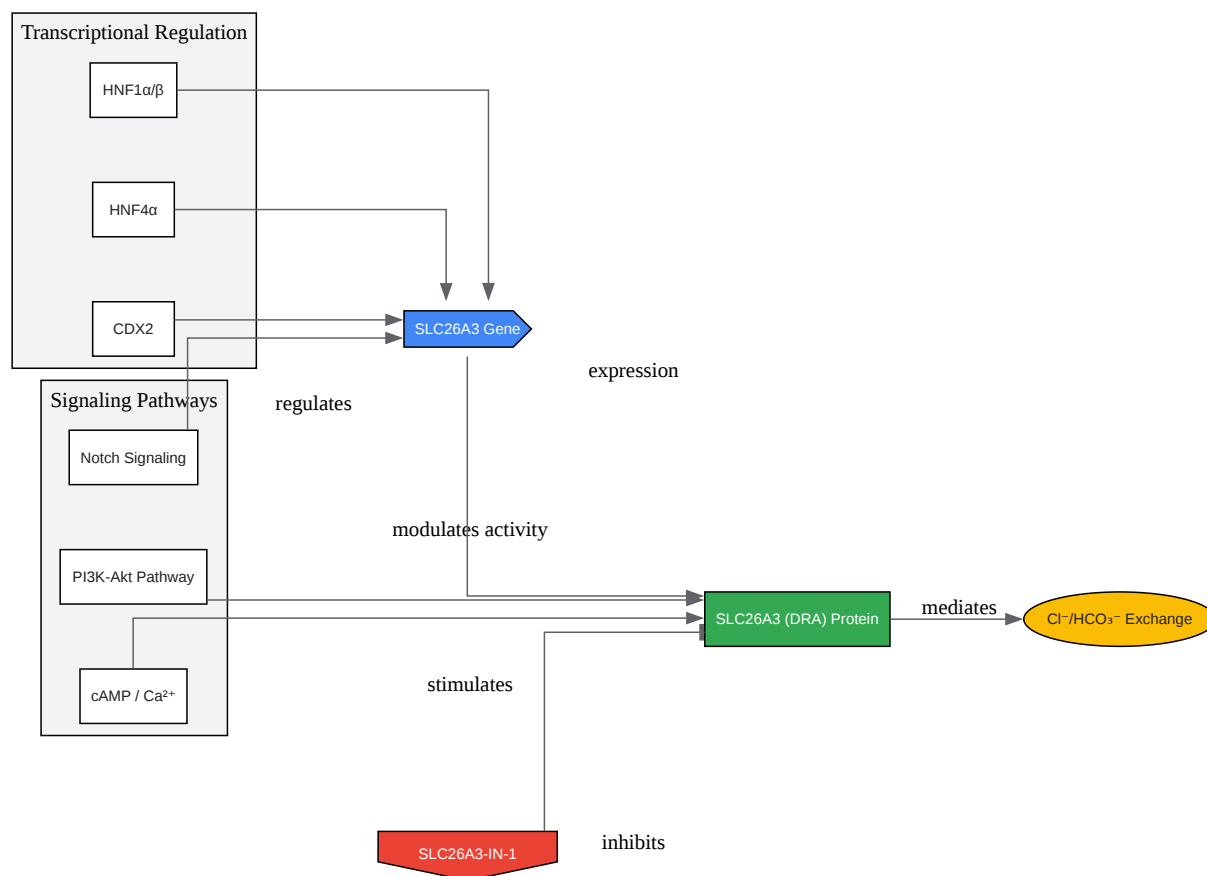 Transcriptional Regulation
HNF1α/β
HNF4α
CDX2
SLC26A3 Gene
expression
Signaling Pathways
regulates
Notch Signaling
modulates activity
PI3K-Akt Pathway
SLC26A3 (DRA) Protein
mediates
Cl⁻/HCO₃⁻ Exchange
cAMP / Ca²⁺
stimulates
inhibits
SLC26A3-IN-1